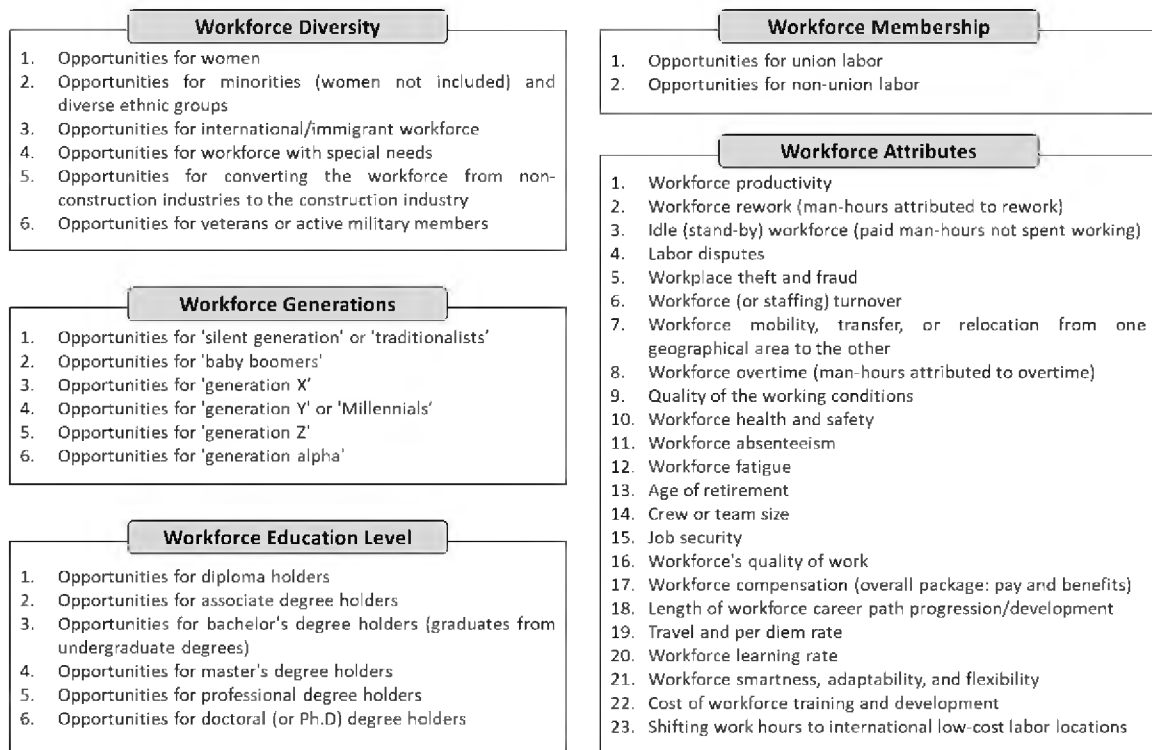 Workforce Diversity
1. Opportunities for women
2. Opportunities for minorities (women not included) and
diverse ethnic groups
3. Opportunities for international/immigrant workforce
4. Opportunities for workforce with special needs
5. Opportunities for converting the workforce from non-
construction industries to the construction industry
6. Opportunities for veterans or active military members
Workforce Generations
1. Opportunities for 'silent generation' or 'traditionalists'
2. Opportunities for 'baby boomers'
3. Opportunities for 'generation X'
4. Opportunities for 'generation Y' or 'Millennials'
5. Opportunities for 'generation Z'
6. Opportunities for 'generation alpha'
Workforce Education Level
1. Opportunities for diploma holders
2. Opportunities for associate degree holders
3. Opportunities for bachelor's degree holders (graduates from
undergraduate degrees)
4. Opportunities for master's degree holders
5. Opportunities for professional degree holders
6. Opportunities for doctoral (or Ph.D) degree holders
Workforce Membership
1. Opportunities for union labor
2. Opportunities for non-union labor
Workforce Attributes
1. Workforce productivity
2. Workforce rework (man-hours attributed to rework)
3. Idle (stand-by) workforce (paid man-hours not spent working)
4. Labor disputes
5. Workplace theft and fraud
6. Workforce (or staffing) turnover
7. Workforce mobility, transfer, or relocation from one
geographical area to the other
8. Workforce overtime (man-hours attributed to overtime)
9. Quality of the working conditions
10. Workforce health and safety
11. Workforce absenteeism
12. Workforce fatigue
13. Age of retirement
14. Crew or team size
15. Job security
16. Workforce's quality of work
17. Workforce compensation (overall package: pay and benefits)
18. Length of workforce career path progression/development
19. Travel and per diem rate
20. Workforce learning rate
21. Workforce smartness, adaptability, and flexibility
22. Cost of workforce training and development
23. Shifting work hours to international low-cost labor locations